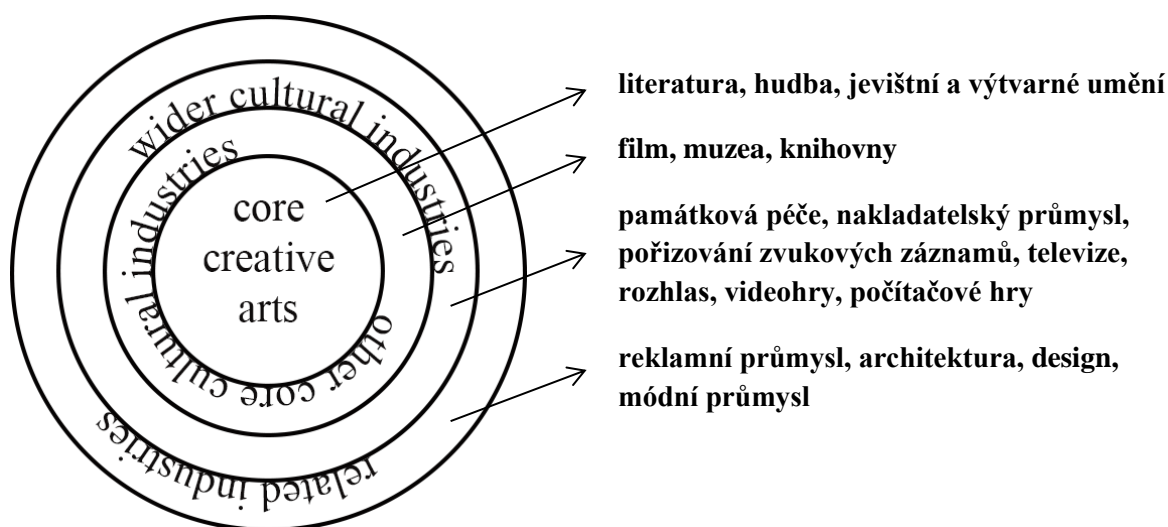 wider cultural industries
other core cultural industries
core
creative
arts
related industries
literatura, hudba, jevištní a výtvarné umění
film, muzea, knihovny
památková péče, nakladatelský průmysl,
pořizování zvukových záznamů, televize,
rozhlas, videohry, počítačové hry
reklamní průmysl, architektura, design,
módní průmysl